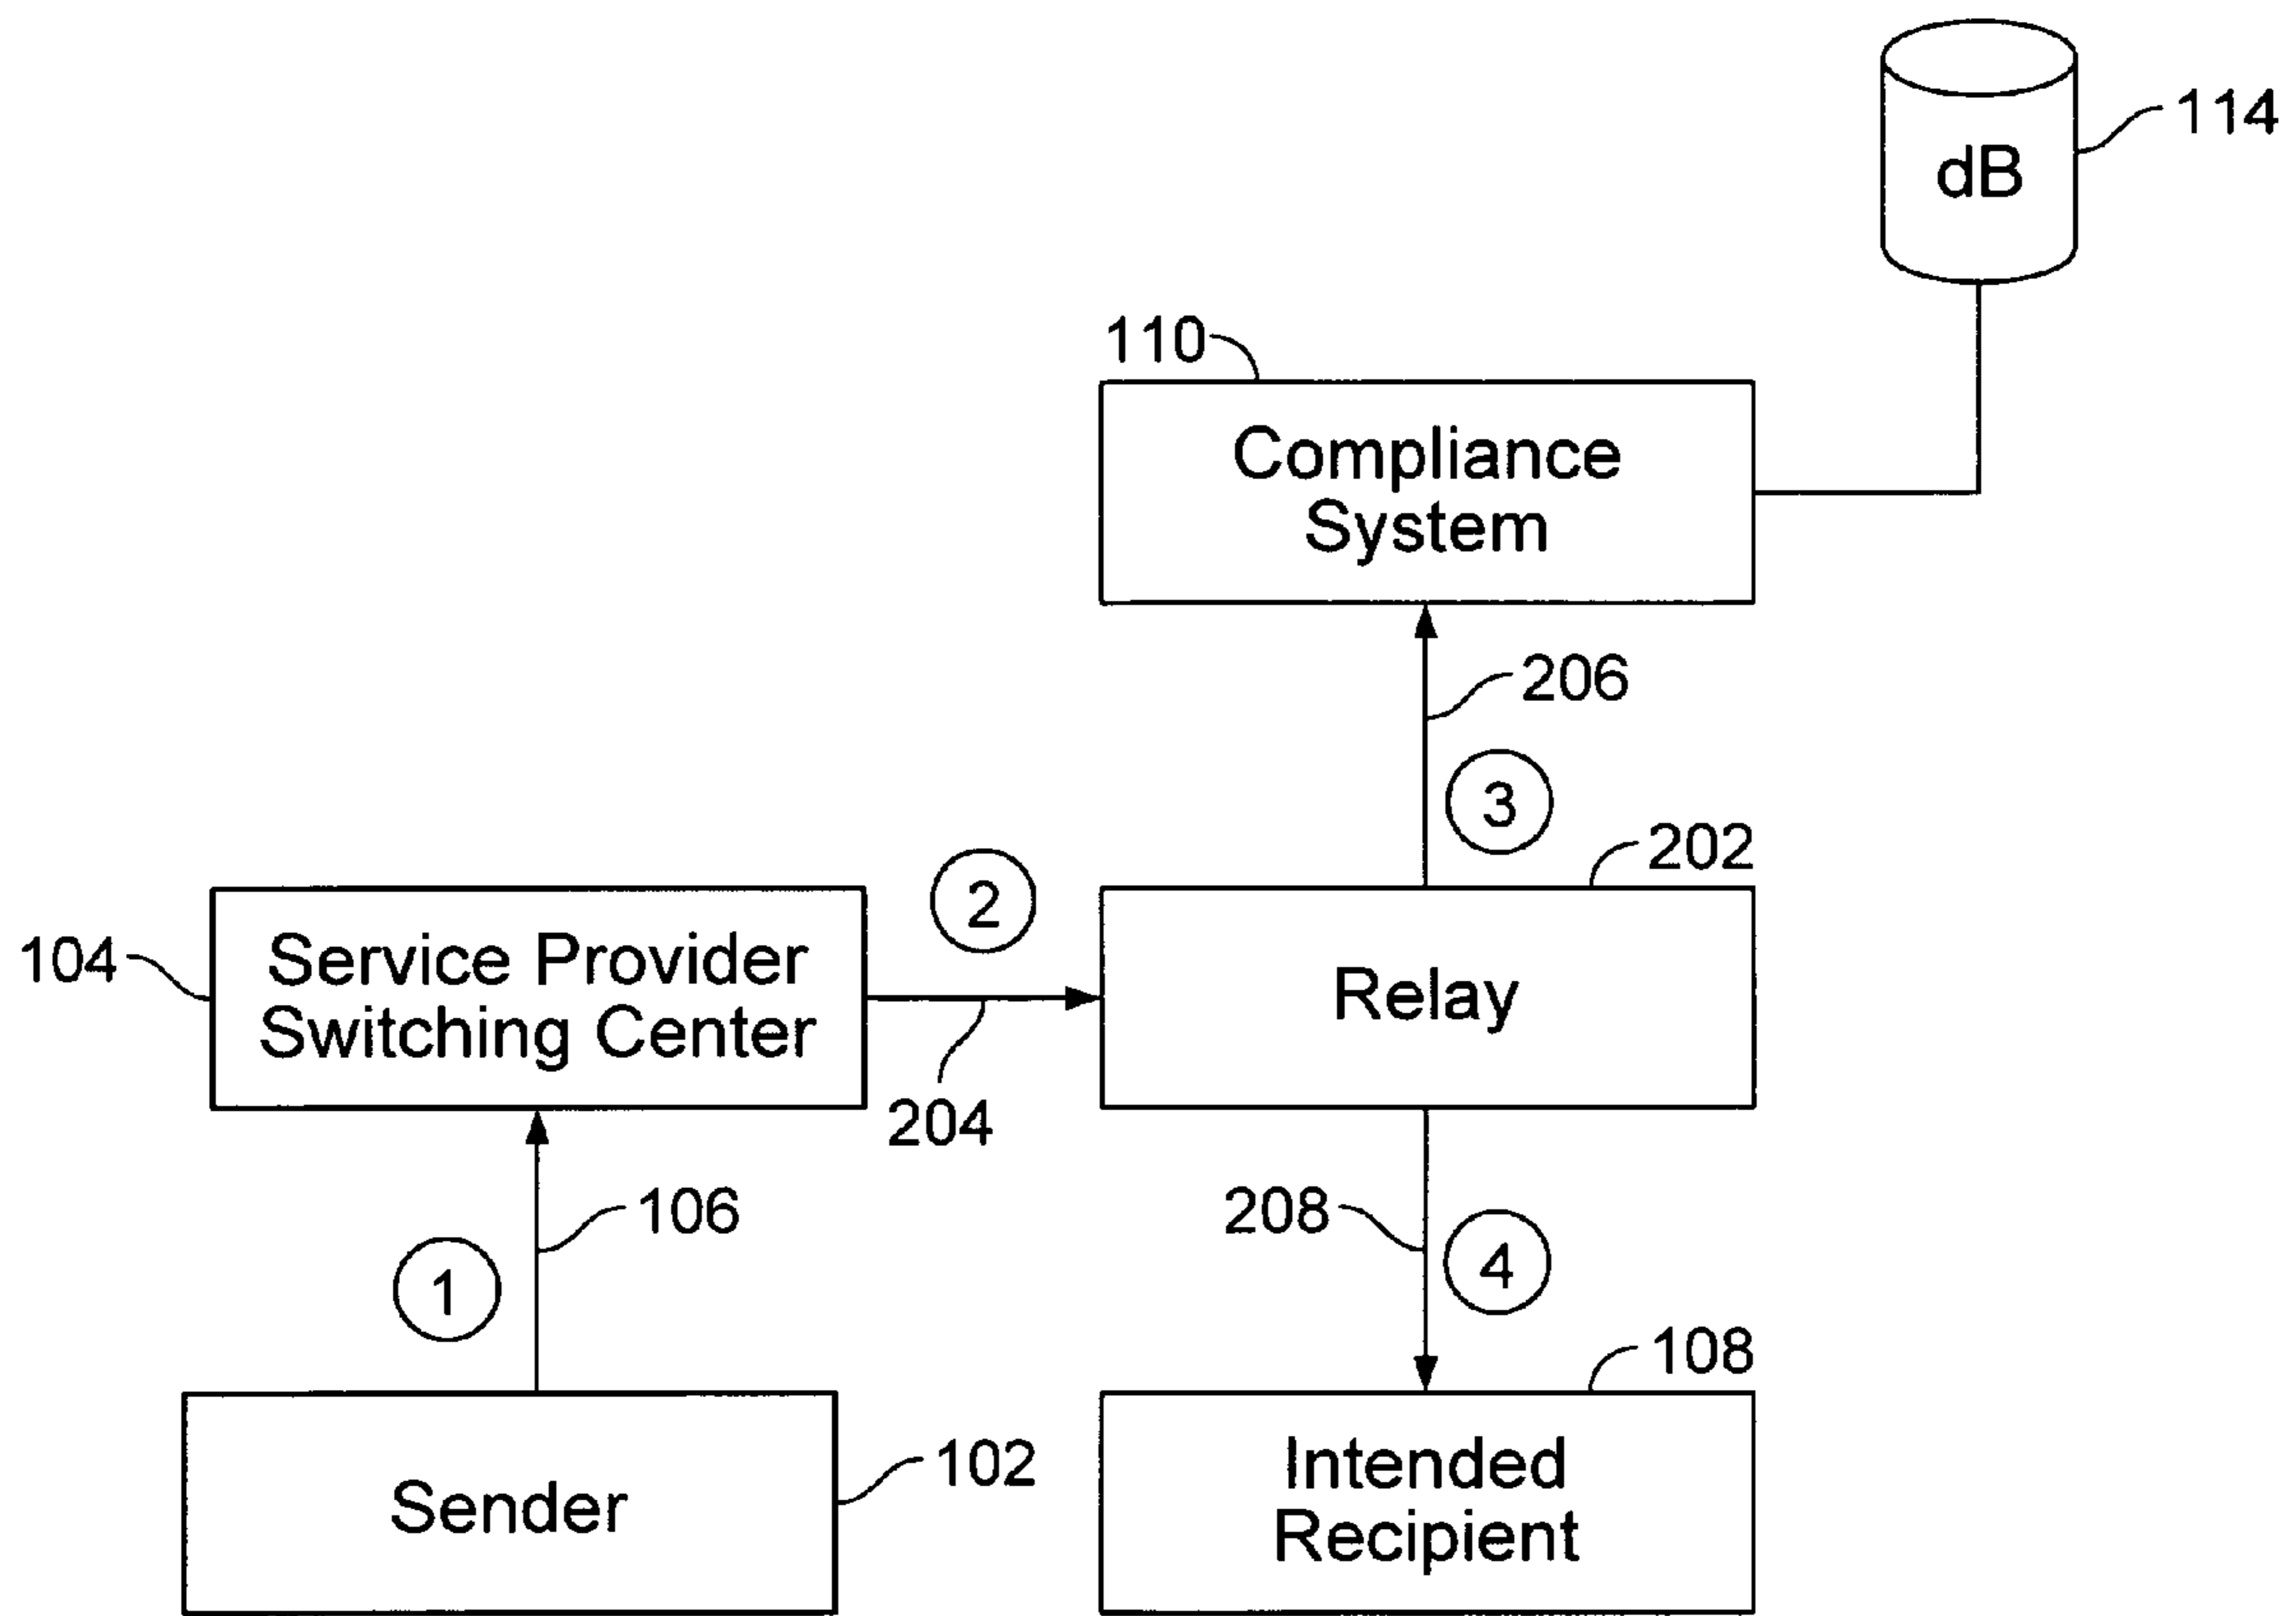 114
dB
110
Compliance
System
206
3
202
2
104
Service Provider
Switching Center
Relay
204
106
208
1
4
108
102
Sender
Intended
Recipient